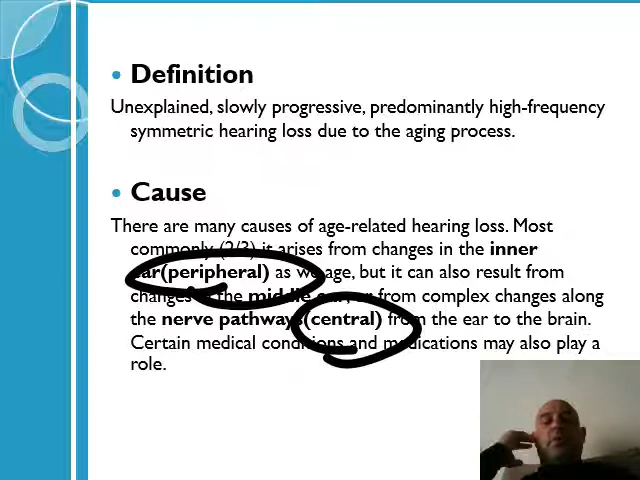 Definition
Unexplained, slowly progressive, predominantly high-frequency
symmetric hearing loss due to the aging process.
Cause
There are many causes of age-related hearing loss. Most
commonly (2/3) it arises from changes in the inner
ear(peripheral) as we age, but it can also result from
changes in the middle ear, or from complex changes along
the nerve pathways(central) from the ear to the brain.
Certain medical conditions and medications may also play a
role.